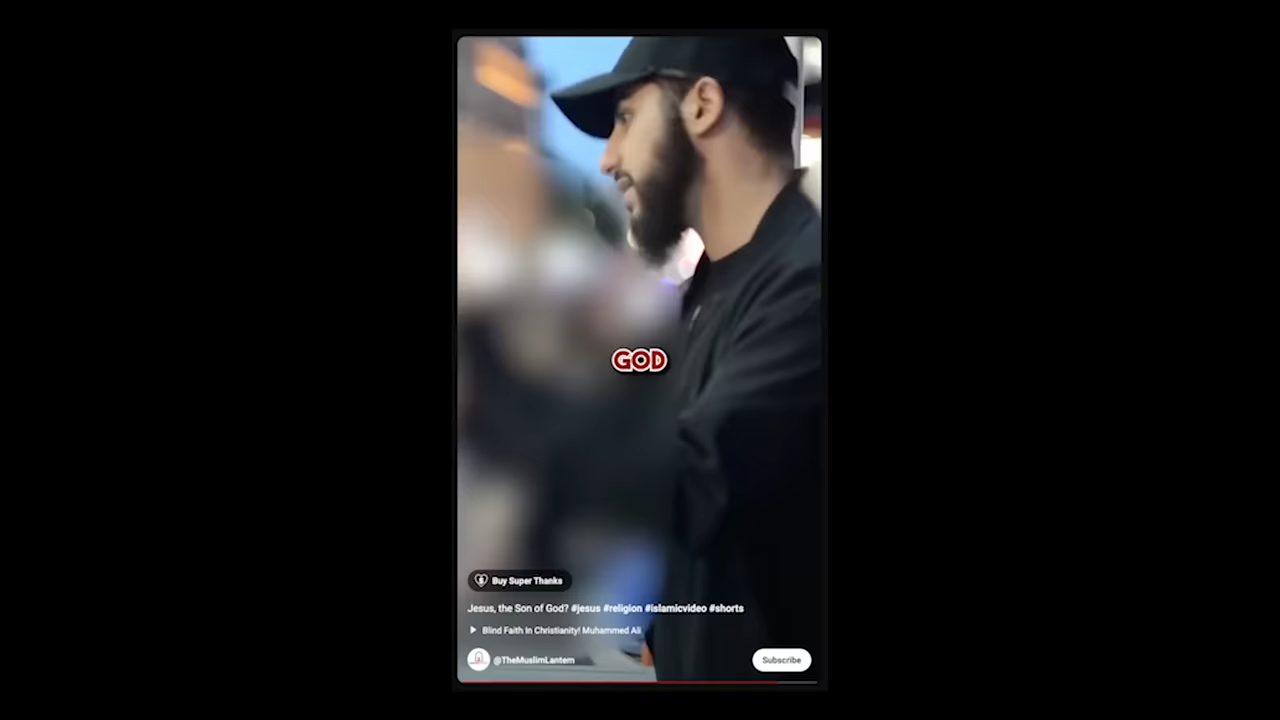 GOD
Buy Super Thanks
Jesus, the Son of God? #jesus #religion #islamicvideo #shorts
Blind Faith In Christianity! Muhammed Ali
@TheMuslimLantern
Subscribe